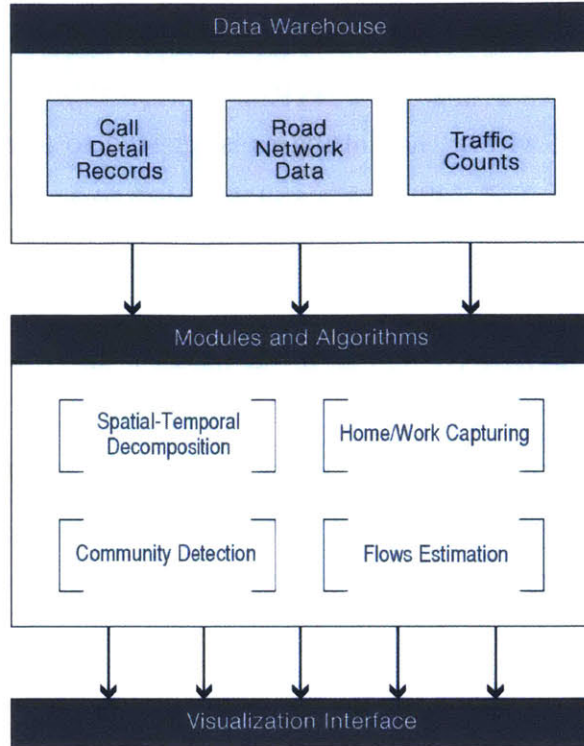 Data Warehouse
Call
Detail
Records
Road
Network
Data
Traffic
Counts
Modules and Algorithms
Spatial-Temporal
Decomposition
Home/Work Capturing
Community Detection
Flows Estimation
Visualization Interface